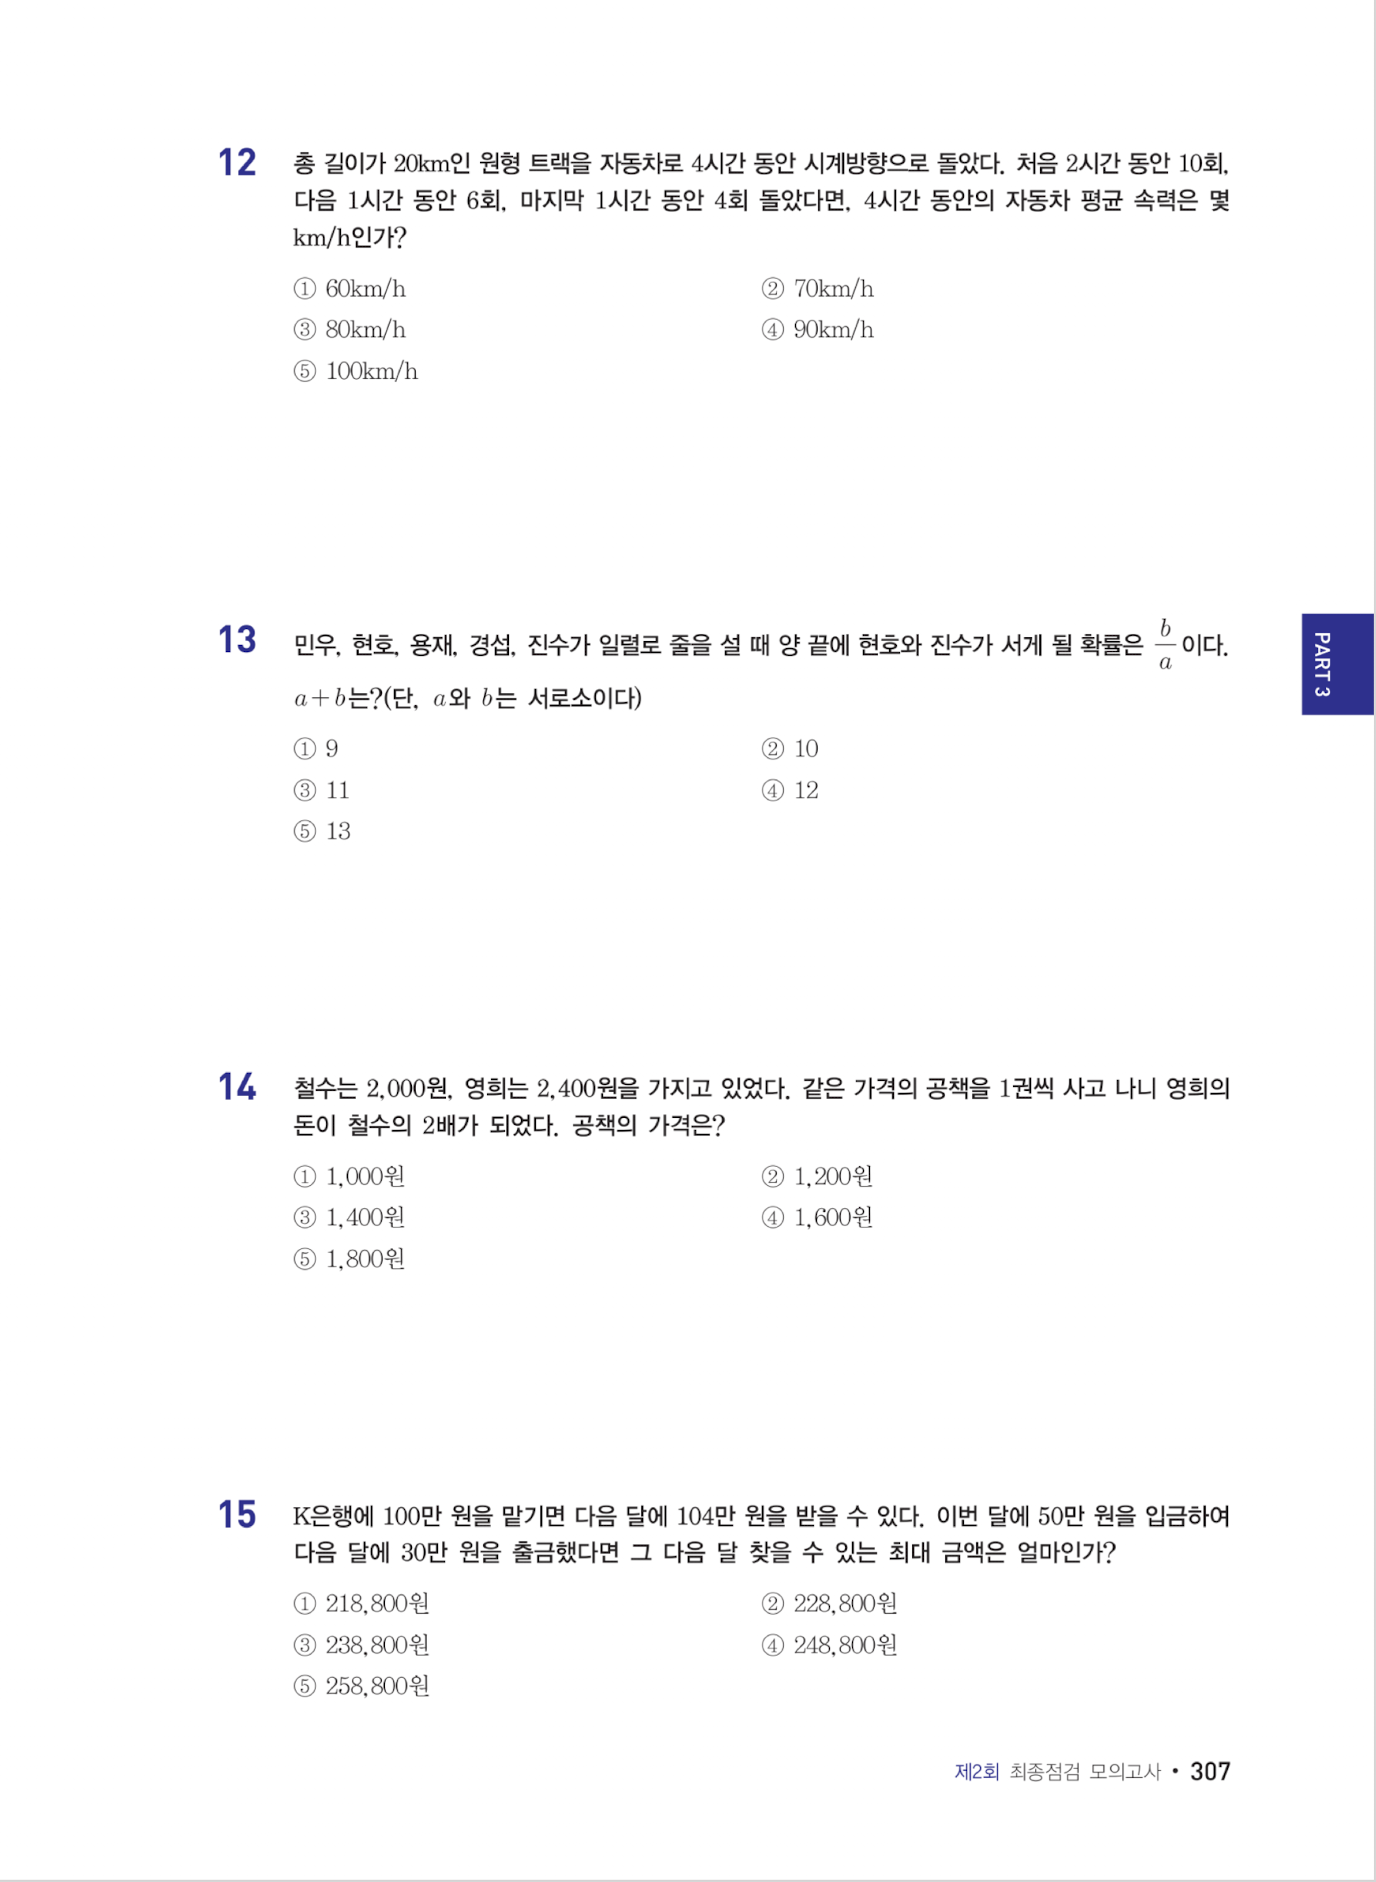 12 총 길이가 20km인 원형 트랙을 자동차로 4시간 동안 시계방향으로 돌았다. 처음 2시간 동안 10회,
다음 1시간 동안 6회, 마지막 1시간 동안 4회 돌았다면, 4시간 동안의 자동차 평균 속력은 몇
km/h인가?
① 60km/h ② 70km/h
③ 80km/h ④ 90km/h
⑤ 100km/h
13 민우, 현호, 용재, 경섭, 진수가 일렬로 줄을 설 때 양 끝에 현호와 진수가 서게 될 확률은 b/a이다.
a+b는?(단, a와 b는 서로소이다)
① 9 ② 10
③ 11 ④ 12
⑤ 13
PART 3
14 철수는 2,000원, 영희는 2,400원을 가지고 있었다. 같은 가격의 공책을 1권씩 사고 나니 영희의
돈이 철수의 2배가 되었다. 공책의 가격은?
① 1,000원 ② 1,200원
③ 1,400원 ④ 1,600원
⑤ 1,800원
15 K은행에 100만 원을 맡기면 다음 달에 104만 원을 받을 수 있다. 이번 달에 50만 원을 입금하여
다음 달에 30만 원을 출금했다면 그 다음 달 찾을 수 있는 최대 금액은 얼마인가?
① 218,800원 ② 228,800원
③ 238,800원 ④ 248,800원
⑤ 258,800원
제2회 최종점검 모의고사 • 307